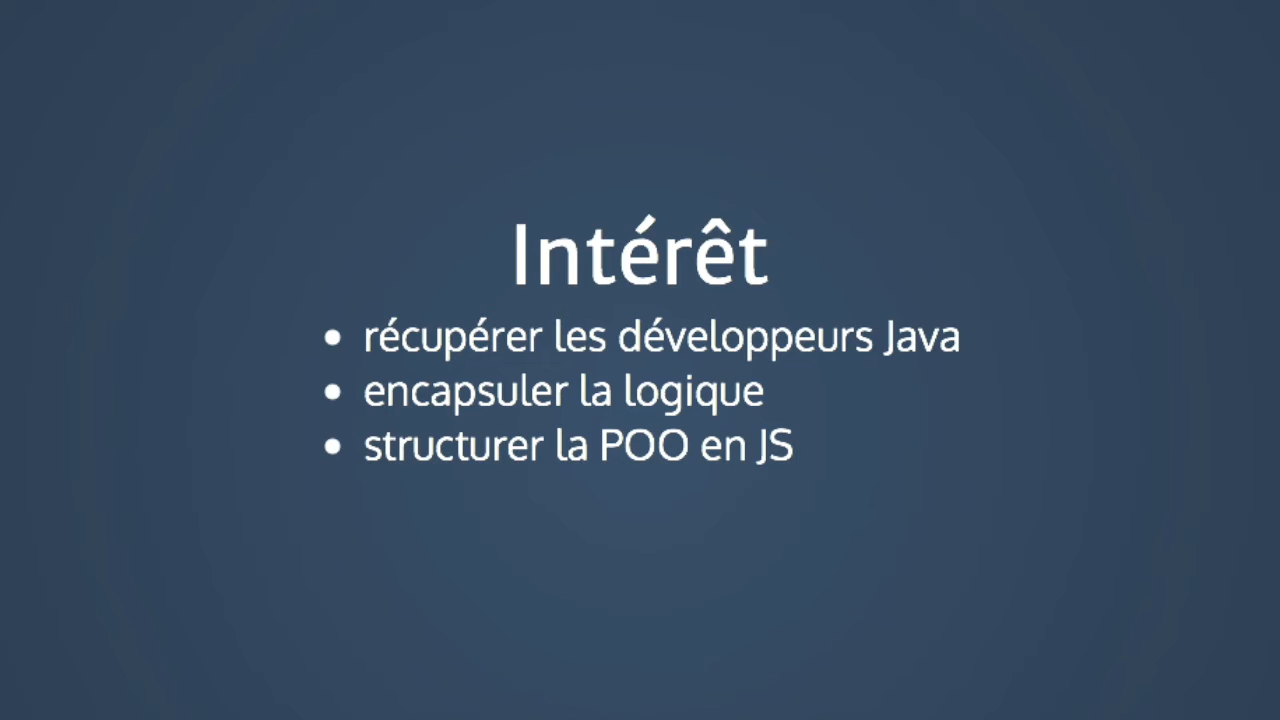 Intérêt
• récupérer les développeurs Java
• encapsuler la logique
• structurer la POO en JS